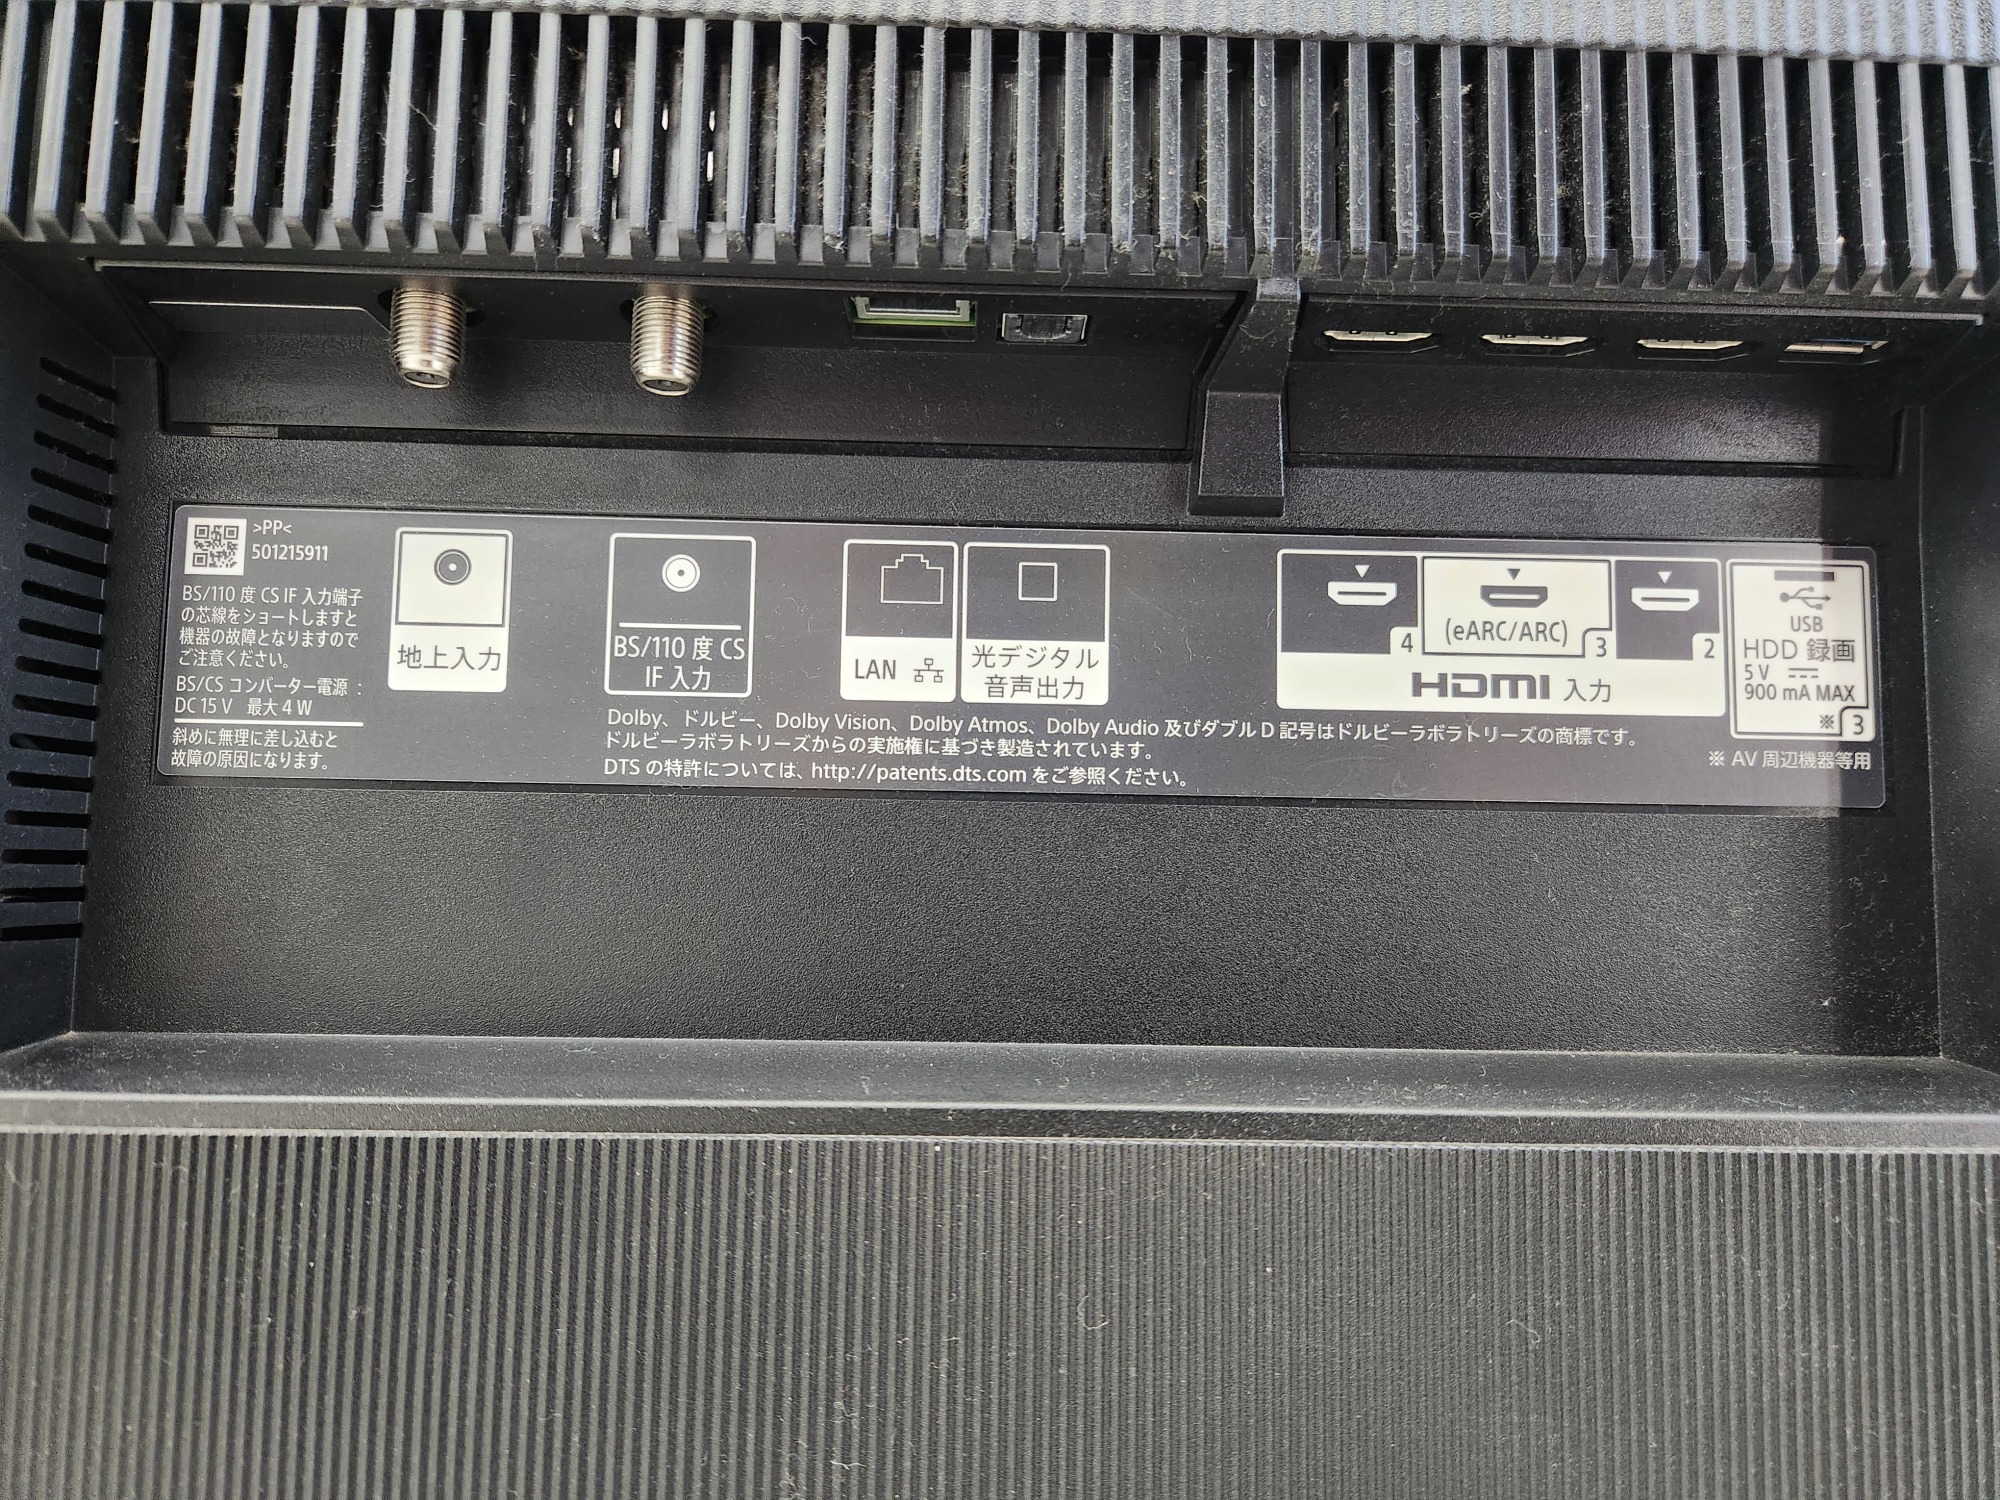 >PP<
501215911
BS/110 度 CS IF 入力端子
の芯線をショートしますと
機器の故障となりますので
ご注意ください。
BS/CS コンバーター電源 :
DC 15 V 最大 4 W
斜めに無理に差し込むと
故障の原因になります。
地上入力
BS/110 度 CS
IF 入力
LAN
光デジタル
音声出力
4
(eARC/ARC)
3
2
HDMI 入力
USB
HDD 録画
5 V
900 mA MAX
※ 3
※ AV 周辺機器等用
Dolby、ドルビー、Dolby Vision、Dolby Atmos、Dolby Audio 及びダブル D 記号はドルビーラボラトリーズの商標です。
ドルビーラボラトリーズからの実施権に基づき製造されています。
DTS の特許については、http://patents.dts.com をご参照ください。